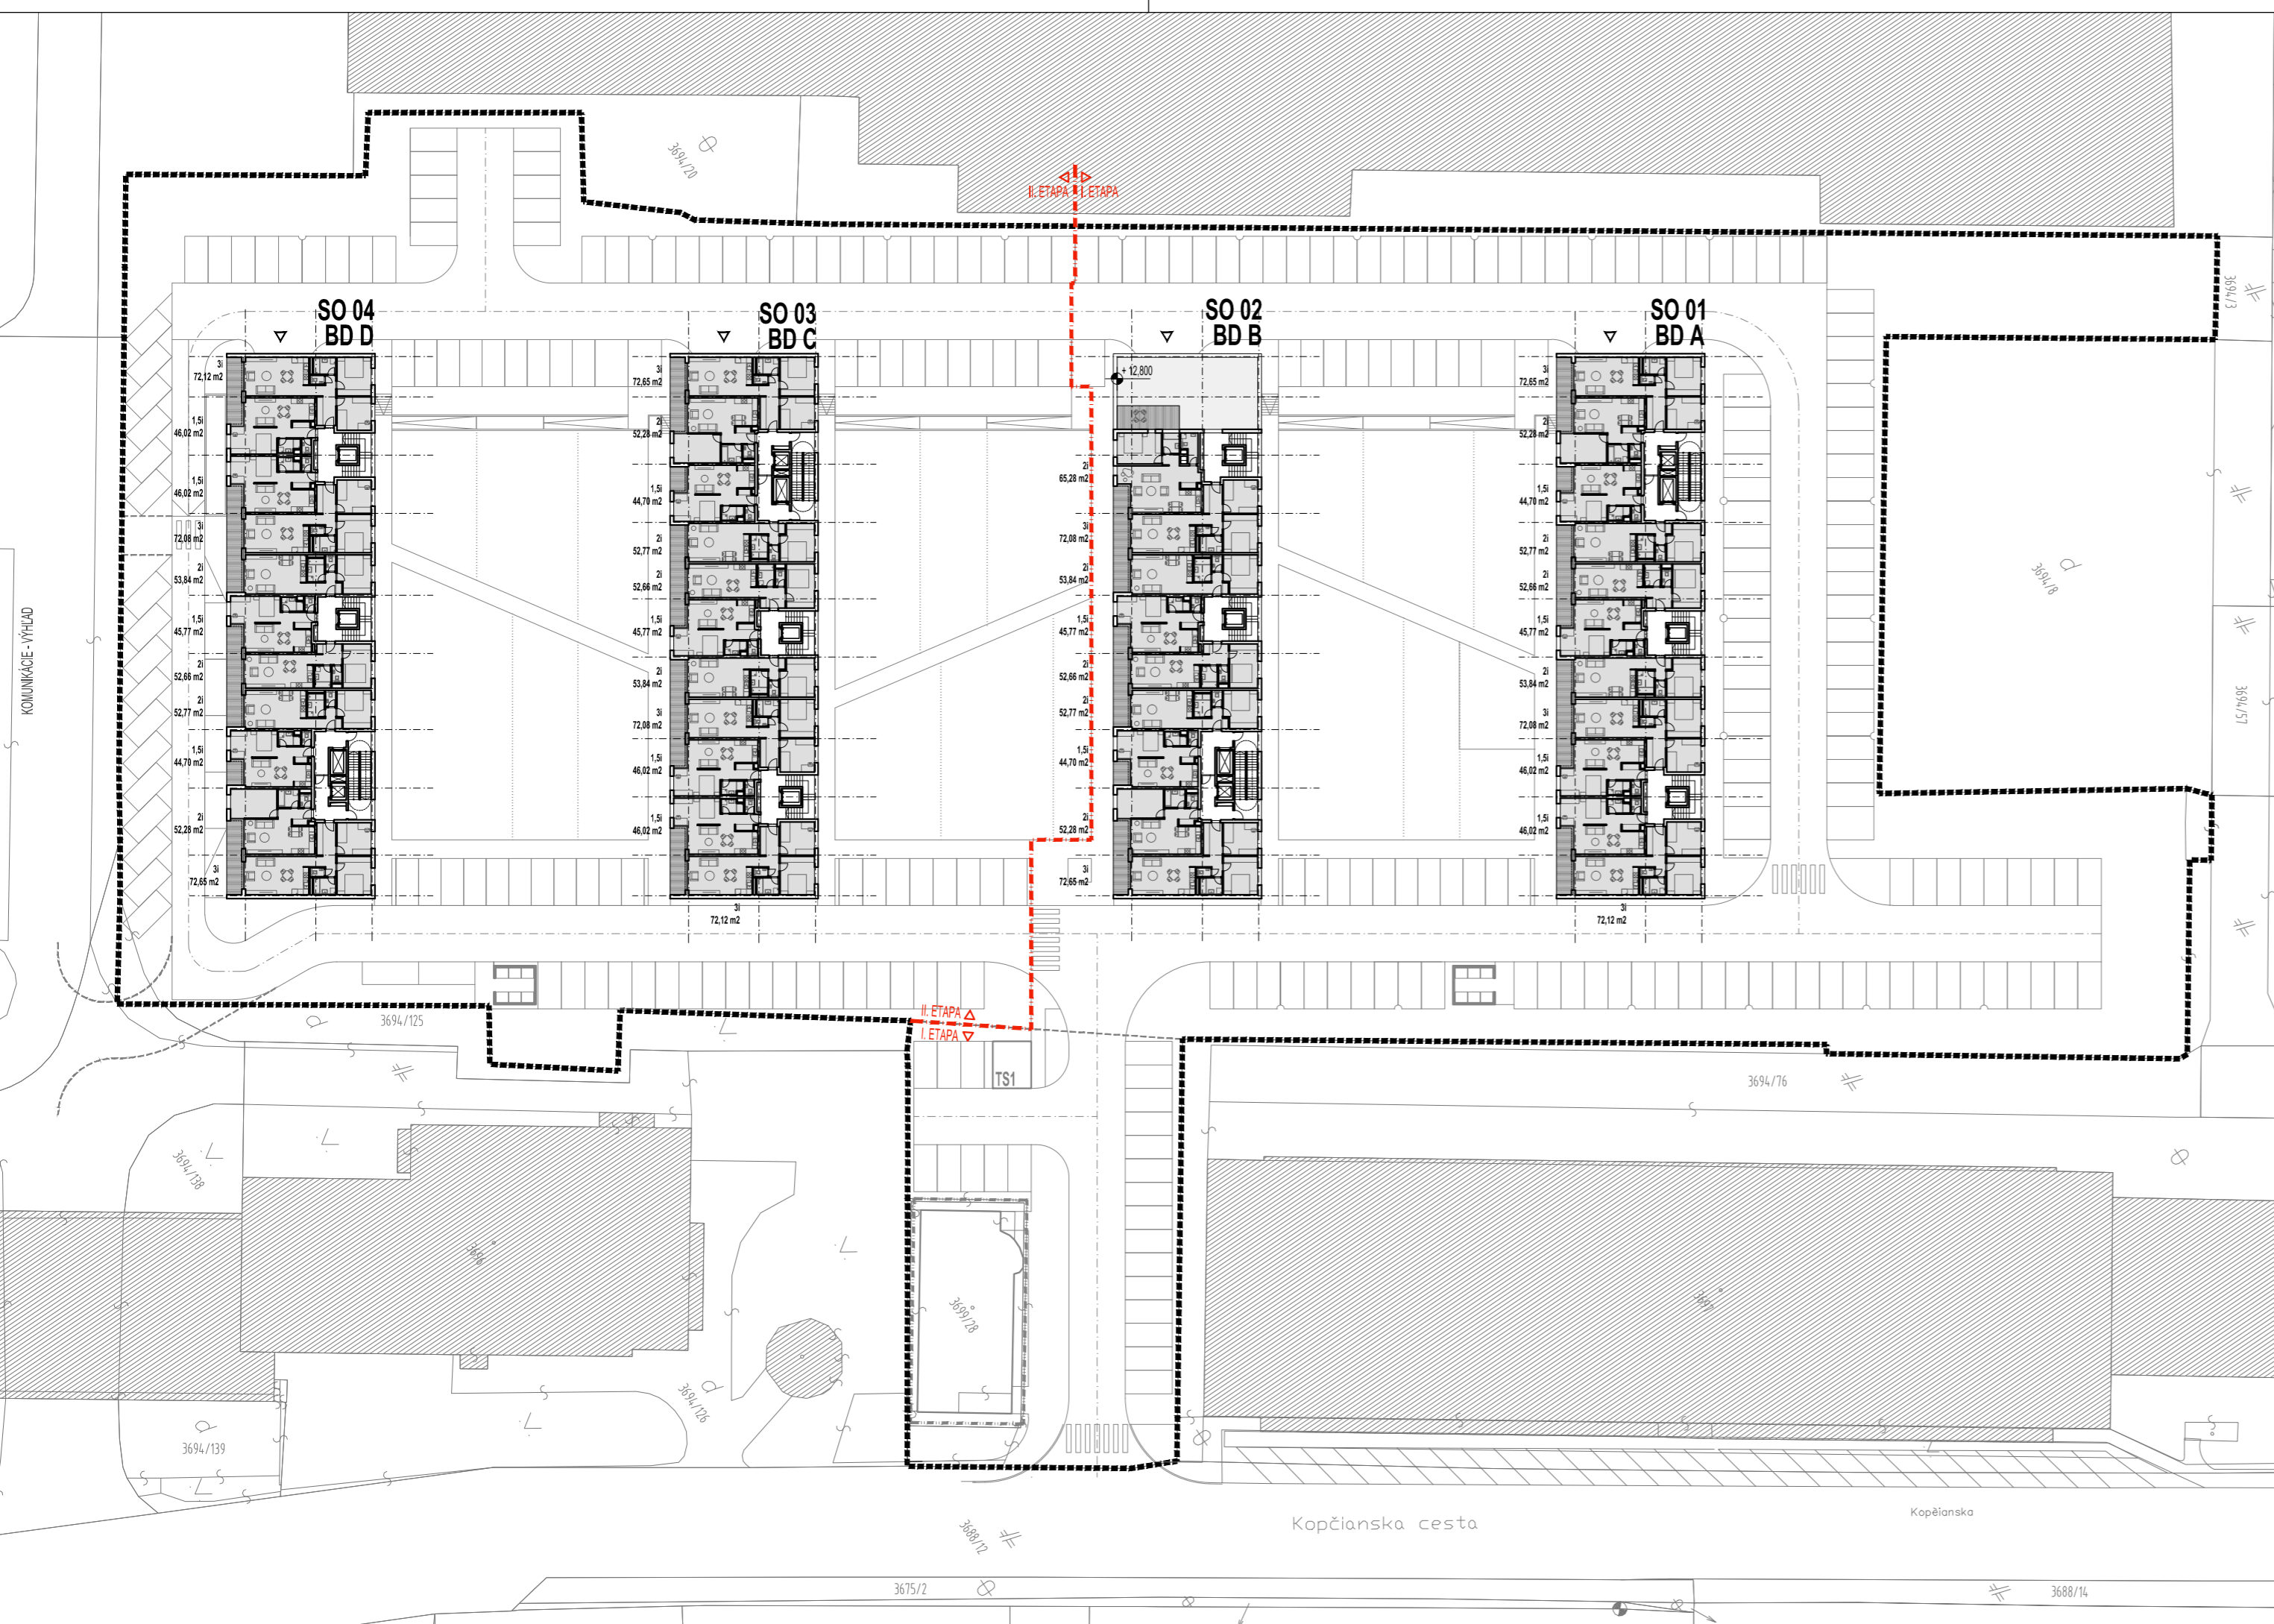 3694/20
II. ETAPA
I. ETAPA
3694/3
SO 04
BD D
SO 03
BD C
SO 02
BD B
SO 01
BD A
3i
72,12 m2
1,5i
46,02 m2
1,5i
46,02 m2
3i
72,08 m2
2i
53,84 m2
1,5i
45,77 m2
2i
52,66 m2
2i
52,77 m2
1,5i
44,70 m2
2i
52,28 m2
3i
72,65 m2
3i
72,65 m2
2i
52,28 m2
1,5i
44,70 m2
2i
52,77 m2
2i
52,66 m2
1,5i
45,77 m2
2i
53,84 m2
3i
72,08 m2
1,5i
46,02 m2
1,5i
46,02 m2
3i
72,12 m2
+ 12,800
2i
65,28 m2
3i
72,08 m2
2i
53,84 m2
1,5i
45,77 m2
2i
52,66 m2
2i
52,77 m2
1,5i
44,70 m2
2i
52,28 m2
3i
72,65 m2
3i
72,65 m2
2i
52,28 m2
1,5i
44,70 m2
2i
52,77 m2
2i
52,66 m2
1,5i
45,77 m2
2i
53,84 m2
3i
72,08 m2
1,5i
46,02 m2
1,5i
46,02 m2
3i
72,12 m2
3694/8
KOMUNIKÁCIE - VÝHĽAD
3694/57
3694/125
II. ETAPA
I. ETAPA
TS1
3694/76
3694/138
3696
3699/28
3697
3694/126
3694/139
Kopčianska cesta
Kopěianska
3688/12
3675/2
3688/14